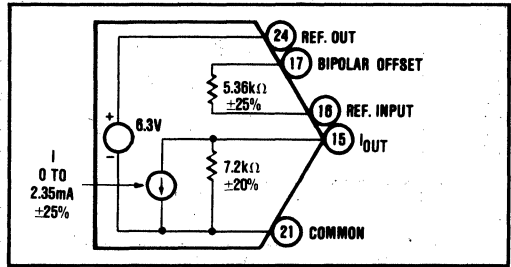 24 REF. OUT
17 BIPOLAR OFFSET
5.36kΩ
±25%
16 REF. INPUT
+
6.3V
−
15 IOUT
I
0 TO
2.35mA
±25%
7.2kΩ
±20%
21 COMMON